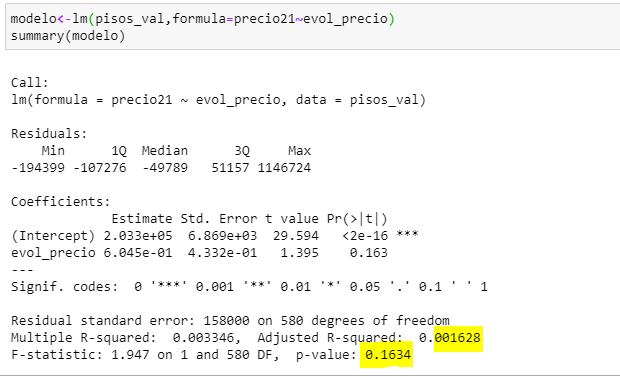 modelo<-lm(pisos_val,formula=precio21~evol_precio)
summary(modelo)
Call:
lm(formula = precio21 ~ evol_precio, data = pisos_val)
Residuals:
    Min      1Q  Median      3Q     Max
-194399 -107276  -49789   51157 1146724
Coefficients:
             Estimate Std. Error t value Pr(>|t|)
(Intercept) 2.033e+05  6.869e+03  29.594   <2e-16 ***
evol_precio 6.045e-01  4.332e-01   1.395    0.163
---
Signif. codes:  0 '***' 0.001 '**' 0.01 '*' 0.05 '.' 0.1 ' ' 1
Residual standard error: 158000 on 580 degrees of freedom
Multiple R-squared:  0.003346,  Adjusted R-squared:  0.001628
F-statistic: 1.947 on 1 and 580 DF,  p-value: 0.1634